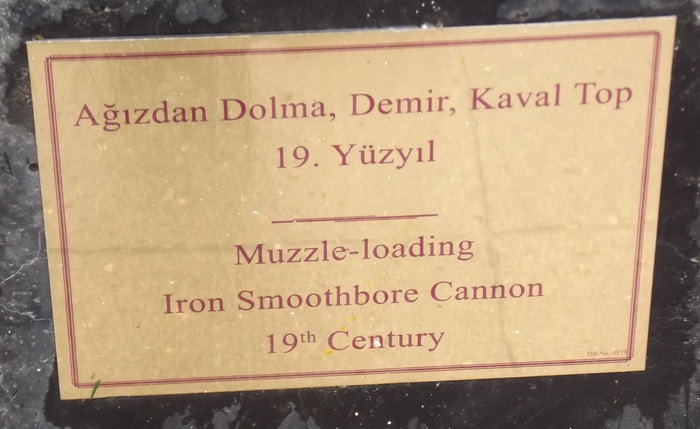 Ağızdan Dolma, Demir, Kaval Top
19. Yüzyıl
Muzzle-loading
Iron Smoothbore Cannon
19th Century